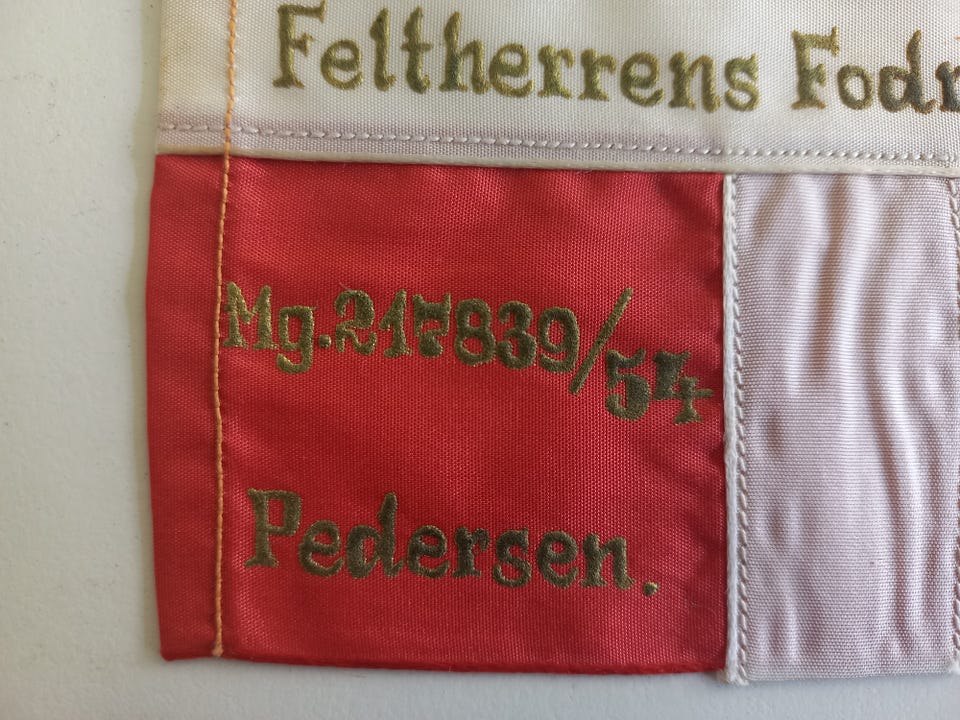 Feltherrens Fodr
Mg.217839/54
Pedersen.